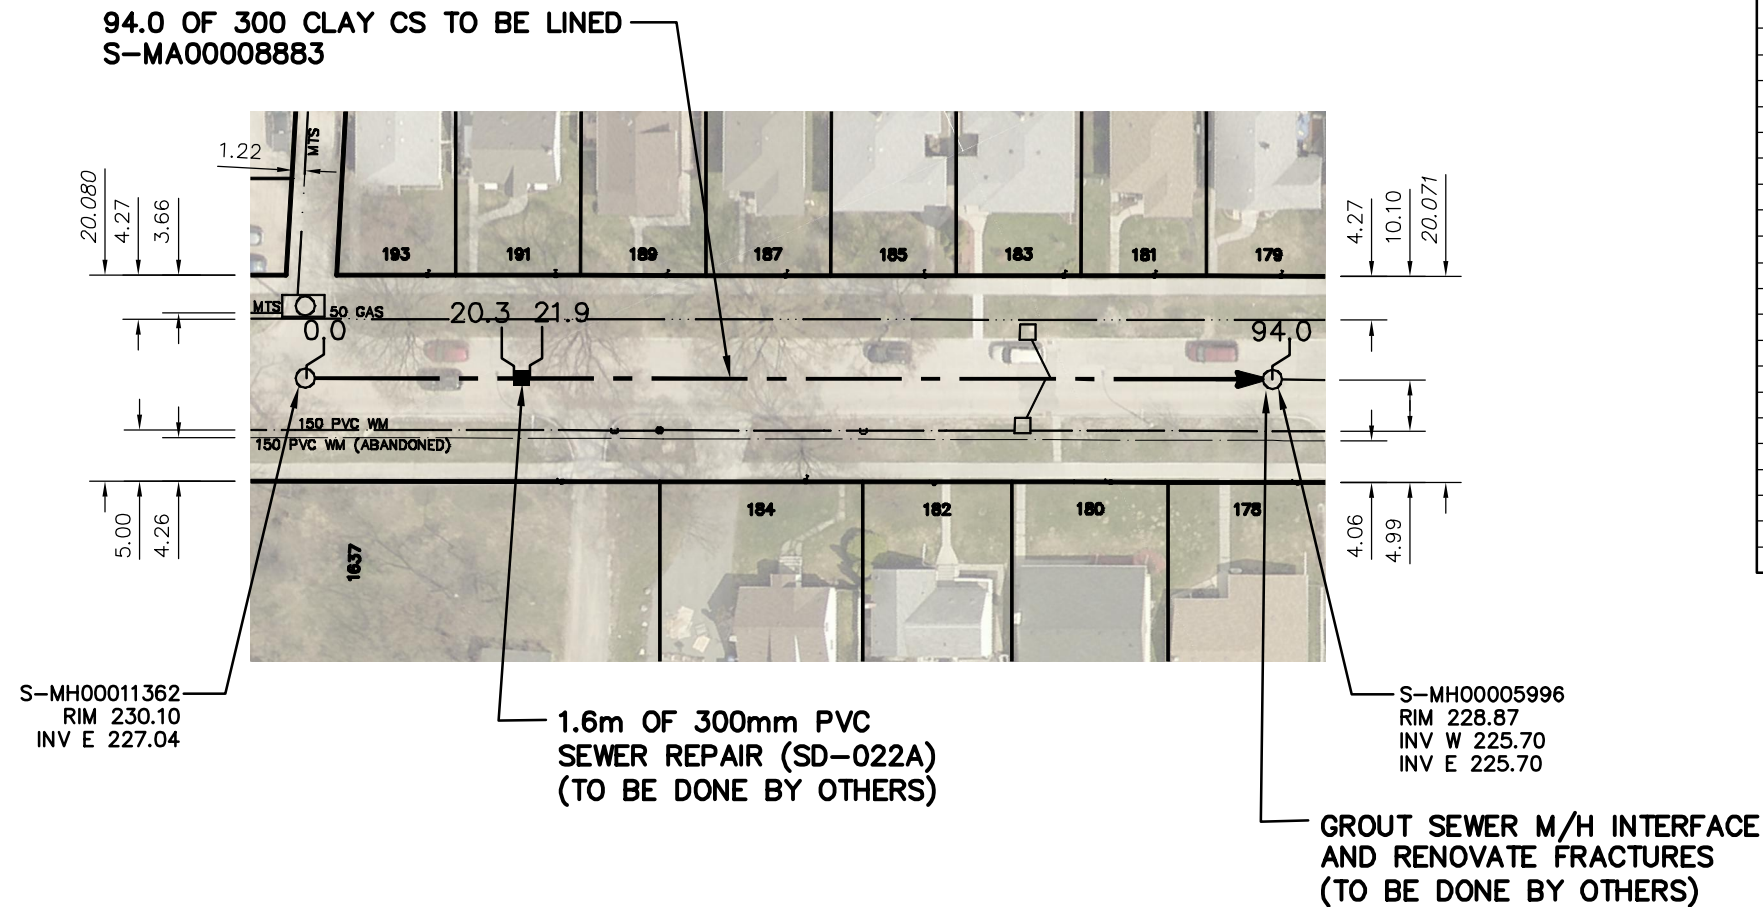 94.0 OF 300 CLAY CS TO BE LINED
S-MA00008883
1.22
MTS
20.080
4.27
3.66
193
191
189
187
185
183
181
179
4.27
10.10
20.071
MTS
50 GAS
0.0
20.3
21.9
94.0
150 PVC WM
150 PVC WM (ABANDONED)
5.00
4.26
1637
184
182
180
178
4.06
4.99
S-MH00011362
RIM 230.10
INV E 227.04
1.6m OF 300mm PVC
SEWER REPAIR (SD-022A)
(TO BE DONE BY OTHERS)
S-MH00005996
RIM 228.87
INV W 225.70
INV E 225.70
GROUT SEWER M/H INTERFACE
AND RENOVATE FRACTURES
(TO BE DONE BY OTHERS)